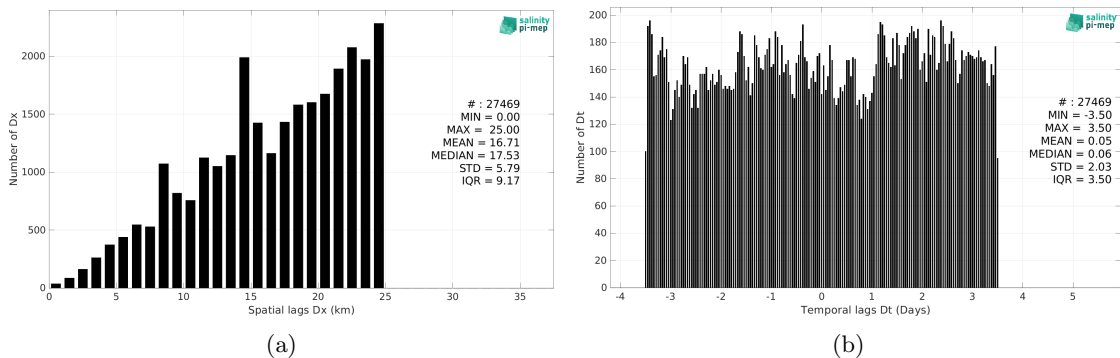 2000
1500
1000
500
0
0
5
10
15
20
25
30
35
Number of Dx
Spatial lags Dx (km)
salinity
pi-mep
# : 27469
MIN = 0.00
MAX = 25.00
MEAN = 16.71
MEDIAN = 17.53
STD = 5.79
IQR = 9.17
(a)
200
180
160
140
120
100
80
60
40
20
0
-4
-3
-2
-1
0
1
2
3
4
5
Number of Dt
Temporal lags Dt (Days)
salinity
pi-mep
# : 27469
MIN = -3.50
MAX = 3.50
MEAN = 0.05
MEDIAN = 0.06
STD = 2.03
IQR = 3.50
(b)